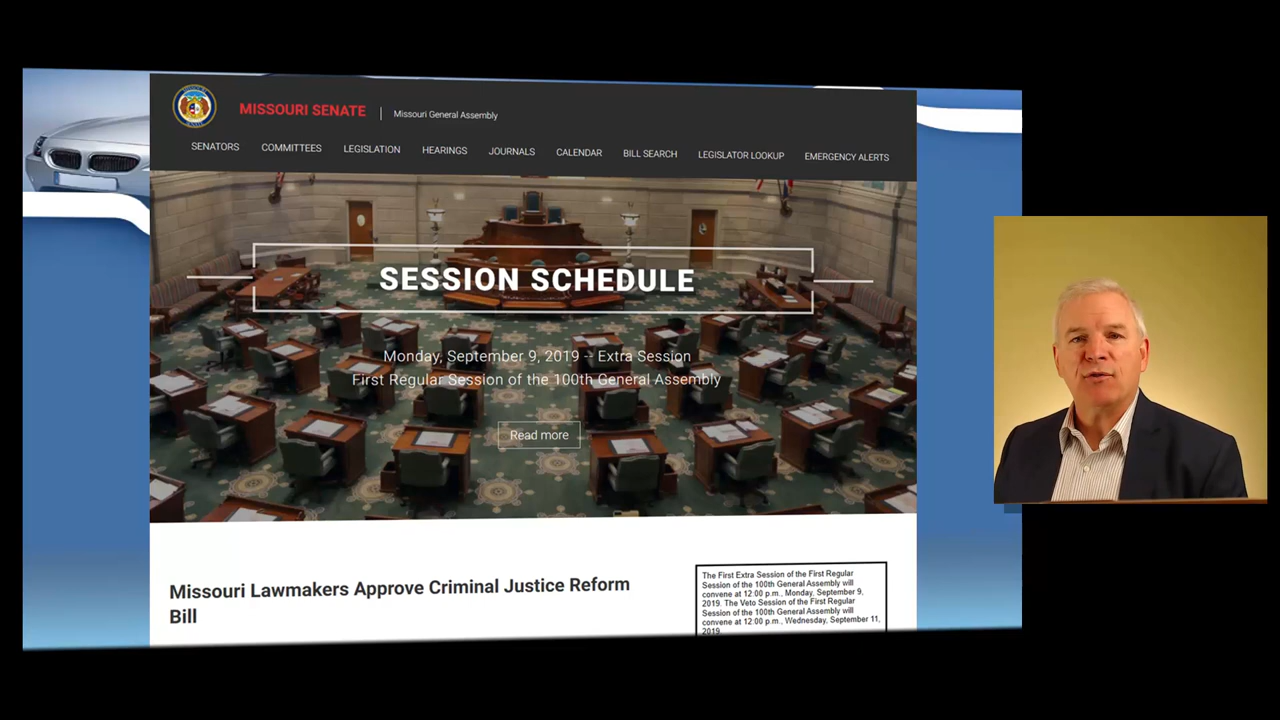 MISSOURI SENATE | Missouri General Assembly
SENATORS COMMITTEES LEGISLATION HEARINGS JOURNALS CALENDAR BILL SEARCH LEGISLATOR LOOKUP EMERGENCY ALERTS
SESSION SCHEDULE
Monday, September 9, 2019 -- Extra Session
First Regular Session of the 100th General Assembly
Read more
Missouri Lawmakers Approve Criminal Justice Reform
Bill
The First Extra Session of the First Regular
Session of the 100th General Assembly will
convene at 12:00 p.m., Monday, September 9,
2019. The Veto Session of the First Regular
Session of the 100th General Assembly will
convene at 12:00 p.m., Wednesday, September 11,
2019.